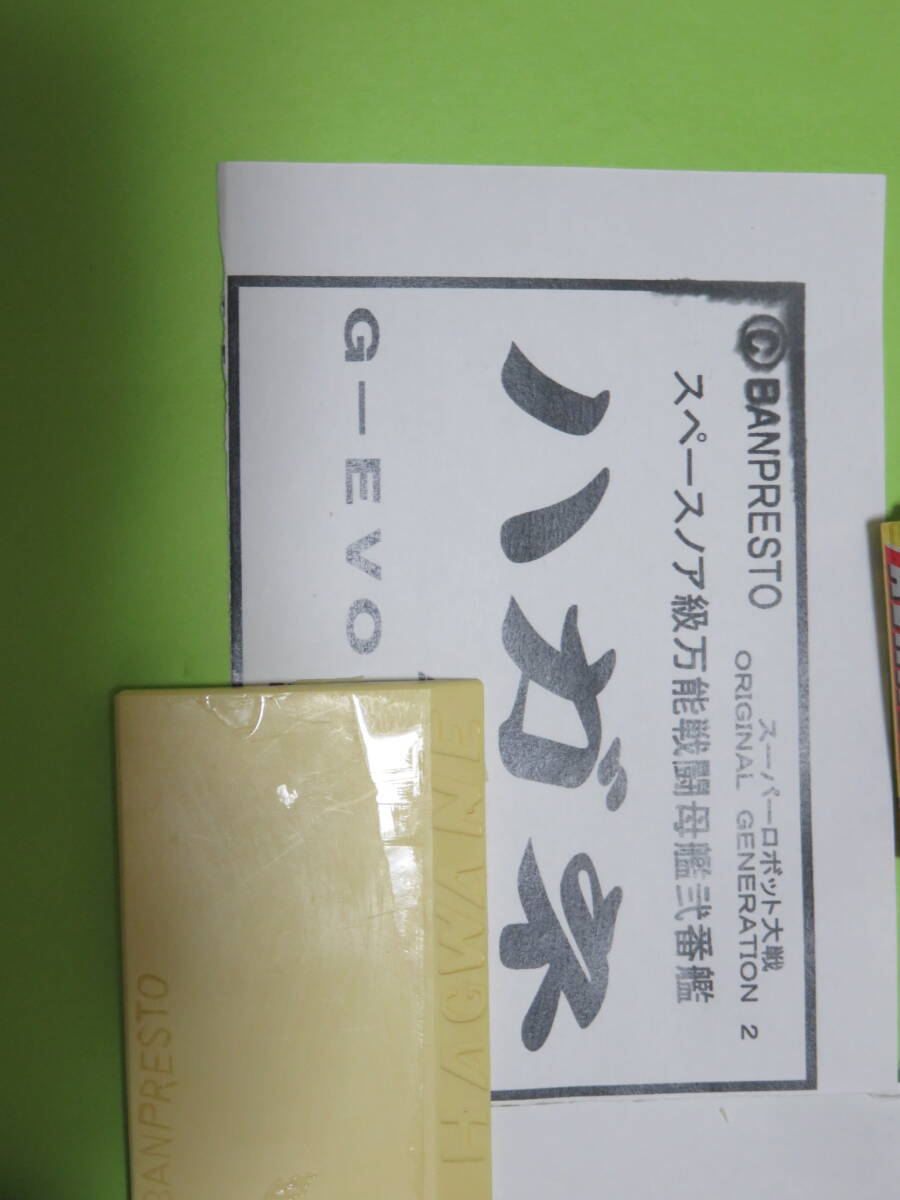 ©BANPRESTO
スーパーロボット大戦
ORIGINAL GENERATION 2
スペースノア級万能戦闘母艦弐番艦
ハガネ
G-EVO
HAGWANE
BANPRESTO